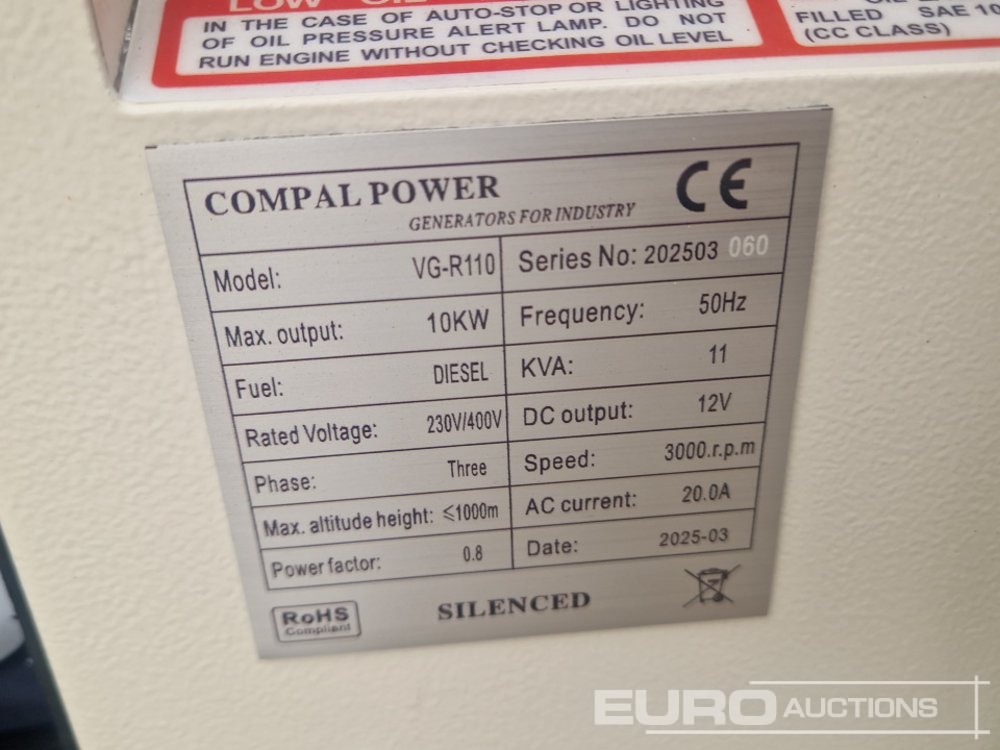 LOW OIL
IN THE CASE OF AUTO-STOP OR LIGHTING
OF OIL PRESSURE ALERT LAMP. DO NOT
RUN ENGINE WITHOUT CHECKING OIL LEVEL
FILLED SAE 10
(CC CLASS)
COMPAL POWER
GENERATORS FOR INDUSTRY
CE
Model: VG-R110
Series No: 202503 060
Max. output: 10KW
Frequency: 50Hz
Fuel: DIESEL
KVA: 11
Rated Voltage: 230V/400V
DC output: 12V
Phase: Three
Speed: 3000.r.p.m
Max. altitude height: ≤1000m
AC current: 20.0A
Power factor: 0.8
Date: 2025-03
RoHS
Compliant
SILENCED
EURO AUCTIONS